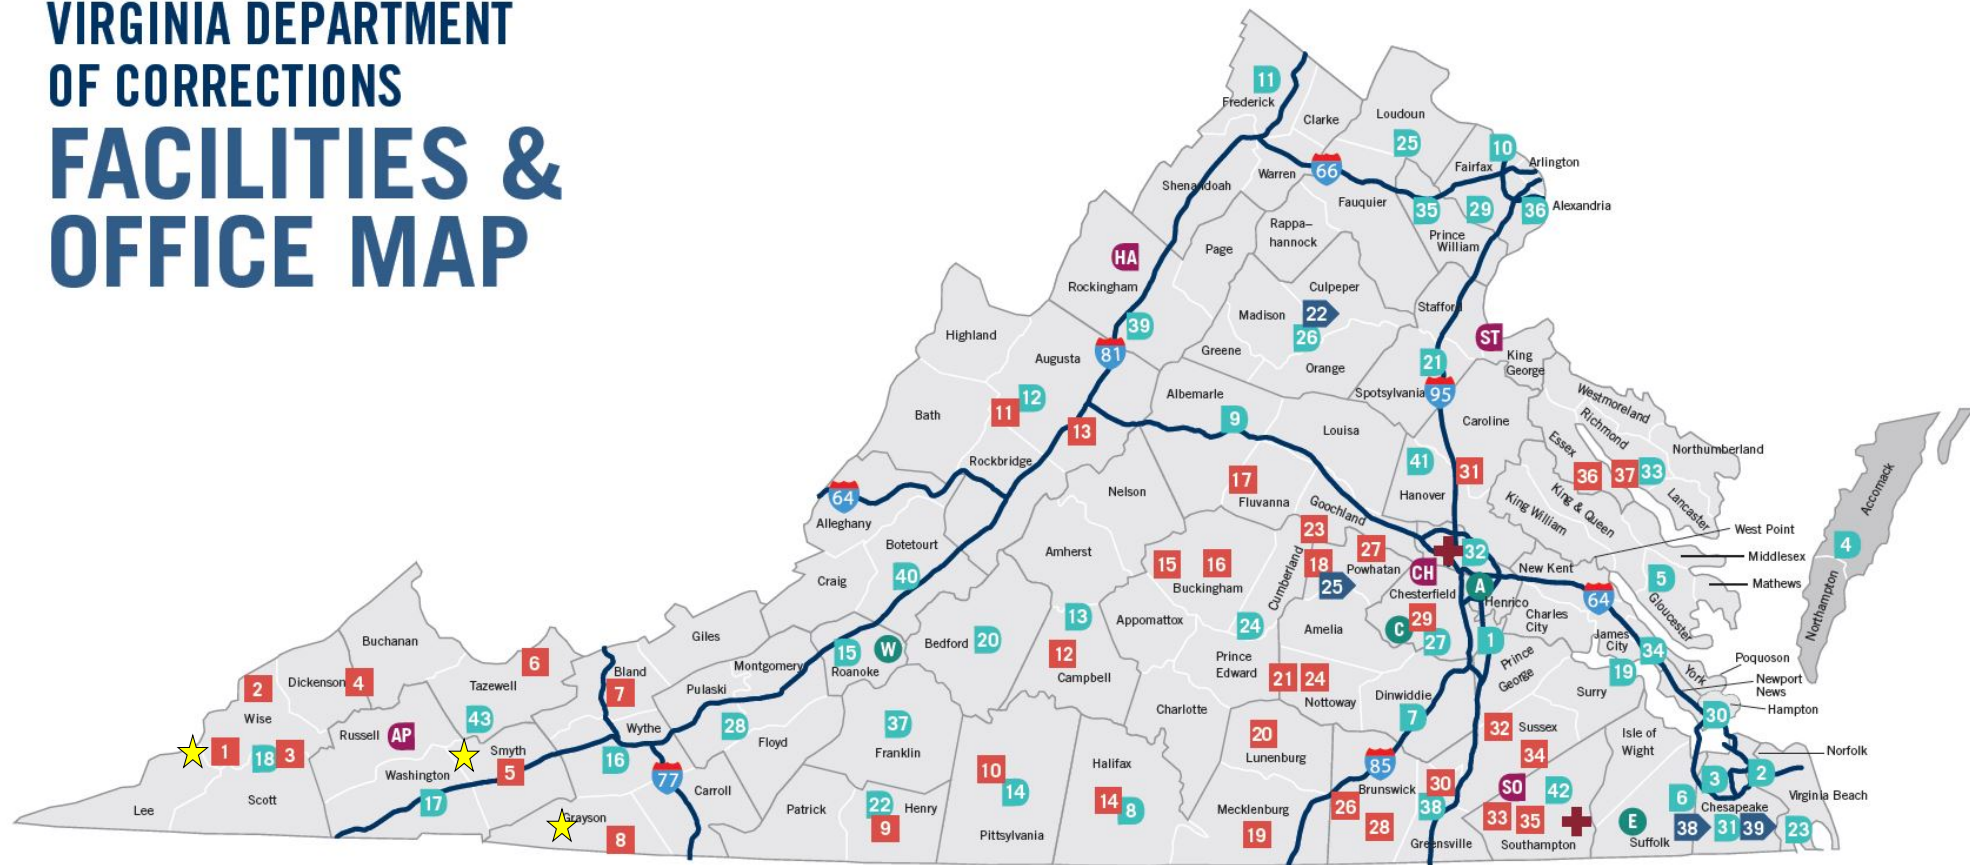 VIRGINIA DEPARTMENT
OF CORRECTIONS
FACILITIES &
OFFICE MAP
11
Frederick
Clarke
Loudoun
25
10
Arlington
Fairfax
Warren
66
Shenandoah
Fauquier
35
29
36
Alexandria
Rappa–
hannock
Prince
William
Page
HA
Rockingham
Culpeper
Stafford
Madison
22
39
26
ST
Highland
81
Augusta
Greene
Orange
21
King
George
Spotsylvania
95
Albemarle
Westmoreland
12
11
Bath
9
Caroline
Richmond
13
Louisa
Essex
Northumberland
Rockbridge
41
31
36
37
33
17
Nelson
Fluvanna
Hanover
64
Alleghany
Goochland
King William
King & Queen
Lancaster
Accomack
23
West Point
Botetourt
Amherst
27
32
4
Middlesex
15
16
18
Powhatan
CH
New Kent
Craig
40
Buckingham
Cumberland
25
Chesterfield
A
5
Mathews
64
Henrico
Gloucester
Northampton
13
Appomattox
24
Amelia
29
C
27
1
Charles
City
Buchanan
Giles
Bedford
20
James
City
15
W
Roanoke
12
Campbell
Prince
Edward
Prince
George
34
Poquoson
6
Bland
Montgomery
19
York
Newport
News
2
Dickenson
4
Tazewell
7
Pulaski
21
24
Nottoway
Dinwiddie
Surry
Hampton
Wise
43
Charlotte
7
30
Russell
AP
Wythe
28
Floyd
37
Franklin
20
Lunenburg
32
Sussex
Isle of
Wight
1
18
3
Smyth
16
34
Norfolk
5
77
10
Halifax
85
Washington
3
2
Scott
17
Carroll
14
Brunswick
30
SO
42
6
Virginia Beach
Lee
Patrick
22
Henry
14
8
Mecklenburg
26
38
Chesapeake
Grayson
9
Pittsylvania
19
28
33
35
E
38
31
39
23
8
Greensville
Southampton
Suffolk